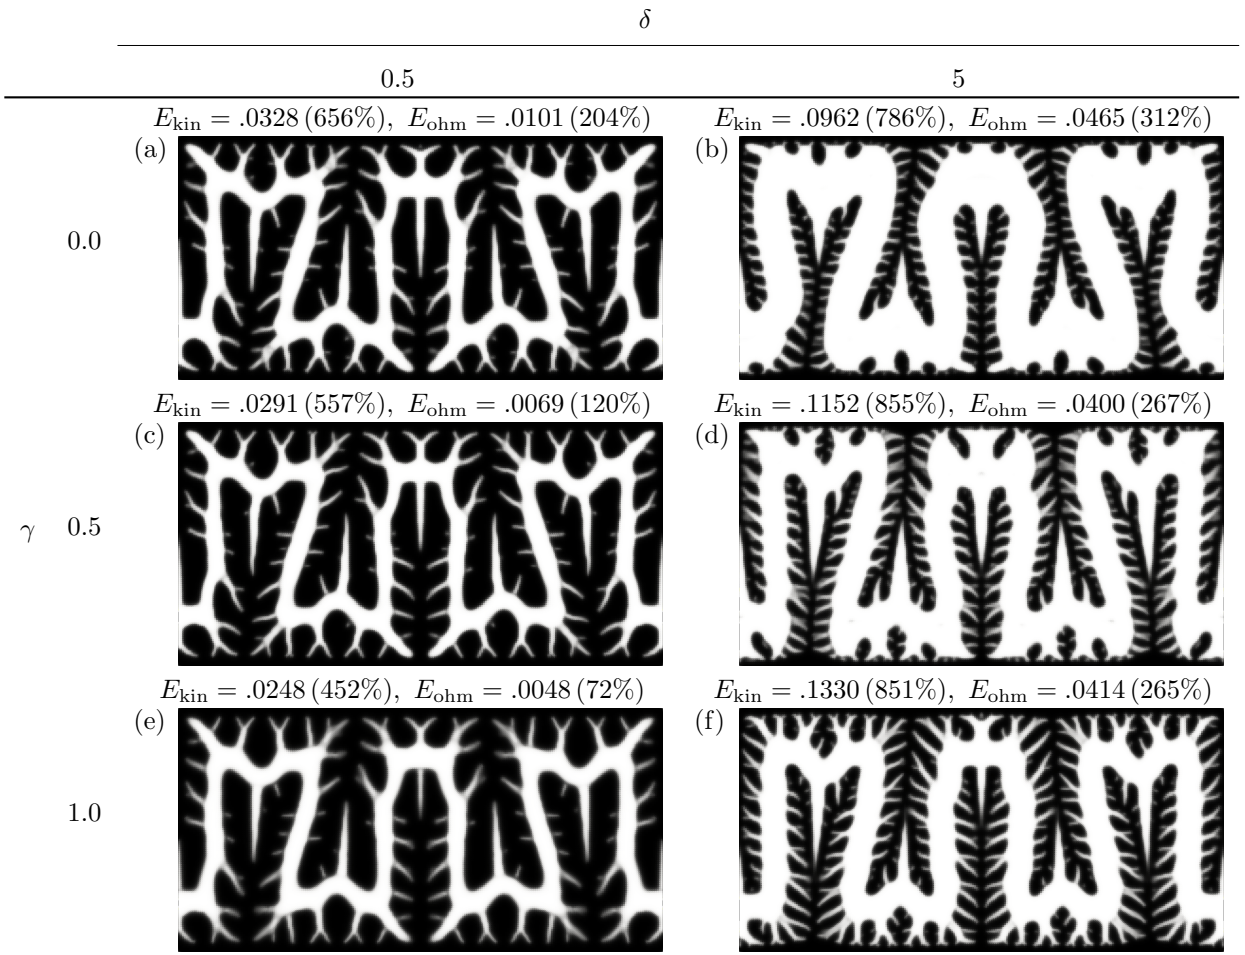 δ
0.5 5
E_kin = .0328 (656%), E_ohm = .0101 (204%) E_kin = .0962 (786%), E_ohm = .0465 (312%)
(a) (b)
0.0
E_kin = .0291 (557%), E_ohm = .0069 (120%) E_kin = .1152 (855%), E_ohm = .0400 (267%)
(c) (d)
γ 0.5
E_kin = .0248 (452%), E_ohm = .0048 (72%) E_kin = .1330 (851%), E_ohm = .0414 (265%)
(e) (f)
1.0